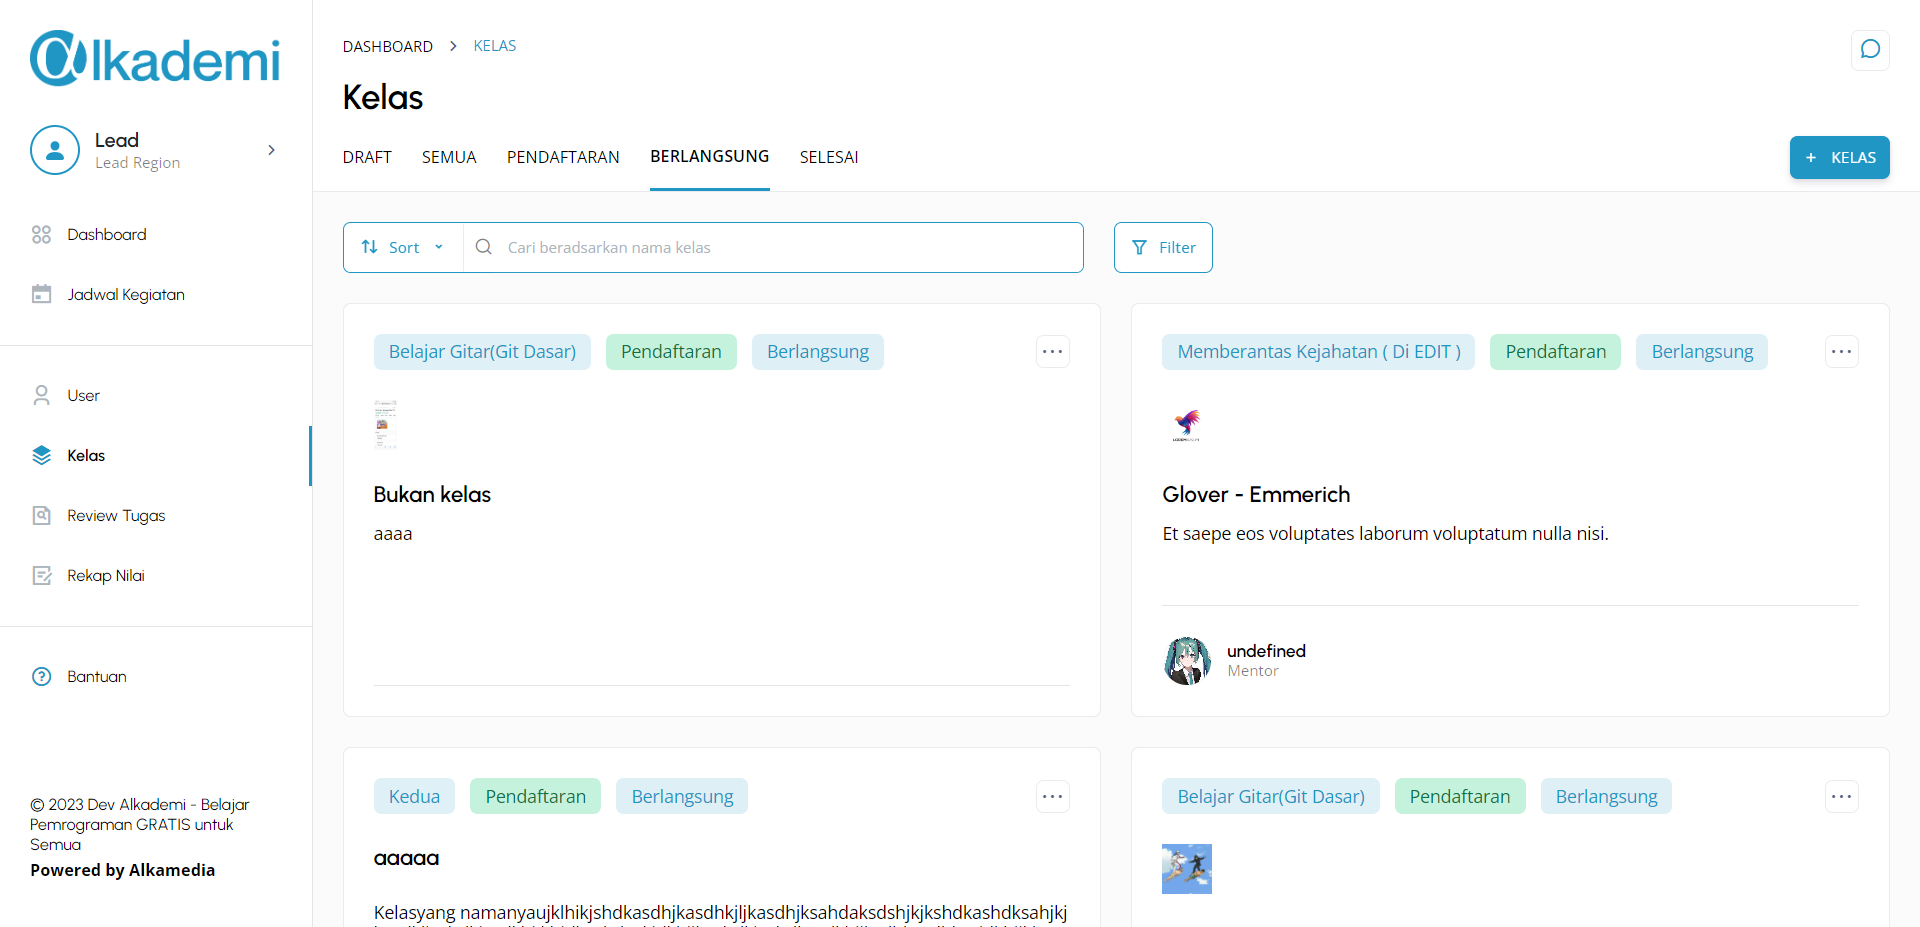 @lkademi
Lead
Lead Region
Dashboard
Jadwal Kegiatan
User
Kelas
Review Tugas
Rekap Nilai
Bantuan
© 2023 Dev Alkademi - Belajar
Pemrograman GRATIS untuk
Semua
Powered by Alkamedia
DASHBOARD > KELAS
Kelas
DRAFT SEMUA PENDAFTARAN BERLANGSUNG SELESAI
+ KELAS
Sort Cari beradsarkan nama kelas Filter
Belajar Gitar(Git Dasar) Pendaftaran Berlangsung ...
Bukan kelas
aaaa
Memberantas Kejahatan ( Di EDIT ) Pendaftaran Berlangsung ...
Glover - Emmerich
Et saepe eos voluptates laborum voluptatum nulla nisi.
undefined
Mentor
Kedua Pendaftaran Berlangsung ...
aaaaa
Kelasyang namanyaujklhikjshdkasdhjkasdhkjljkasdhjksahdaksdshjkjkshdkashdksahjkj
Belajar Gitar(Git Dasar) Pendaftaran Berlangsung ...